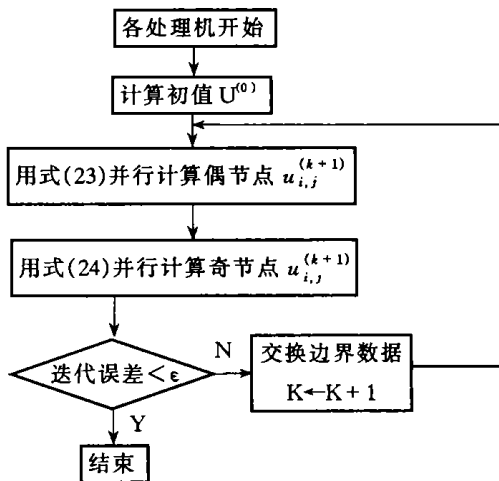 各处理机开始
计算初值 U^(0)
用式(23)并行计算偶节点 u_{i,j}^{(k+1)}
用式(24)并行计算奇节点 u_{i,j}^{(k+1)}
迭代误差<ε
N
交换边界数据
K←K+1
Y
结束